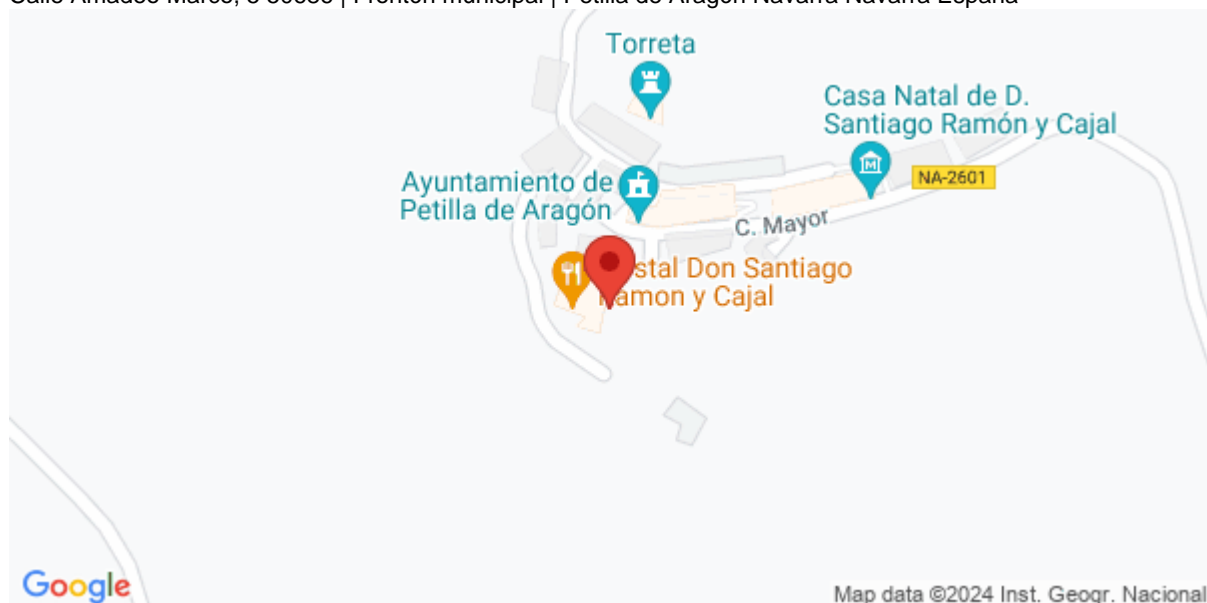 Torreta
Casa Natal de D.
Santiago Ramón y Cajal
NA-2601
Ayuntamiento de
Petilla de Aragón
C. Mayor
stal Don Santiago
amon y Cajal
Google
Map data ©2024 Inst. Geogr. Nacional